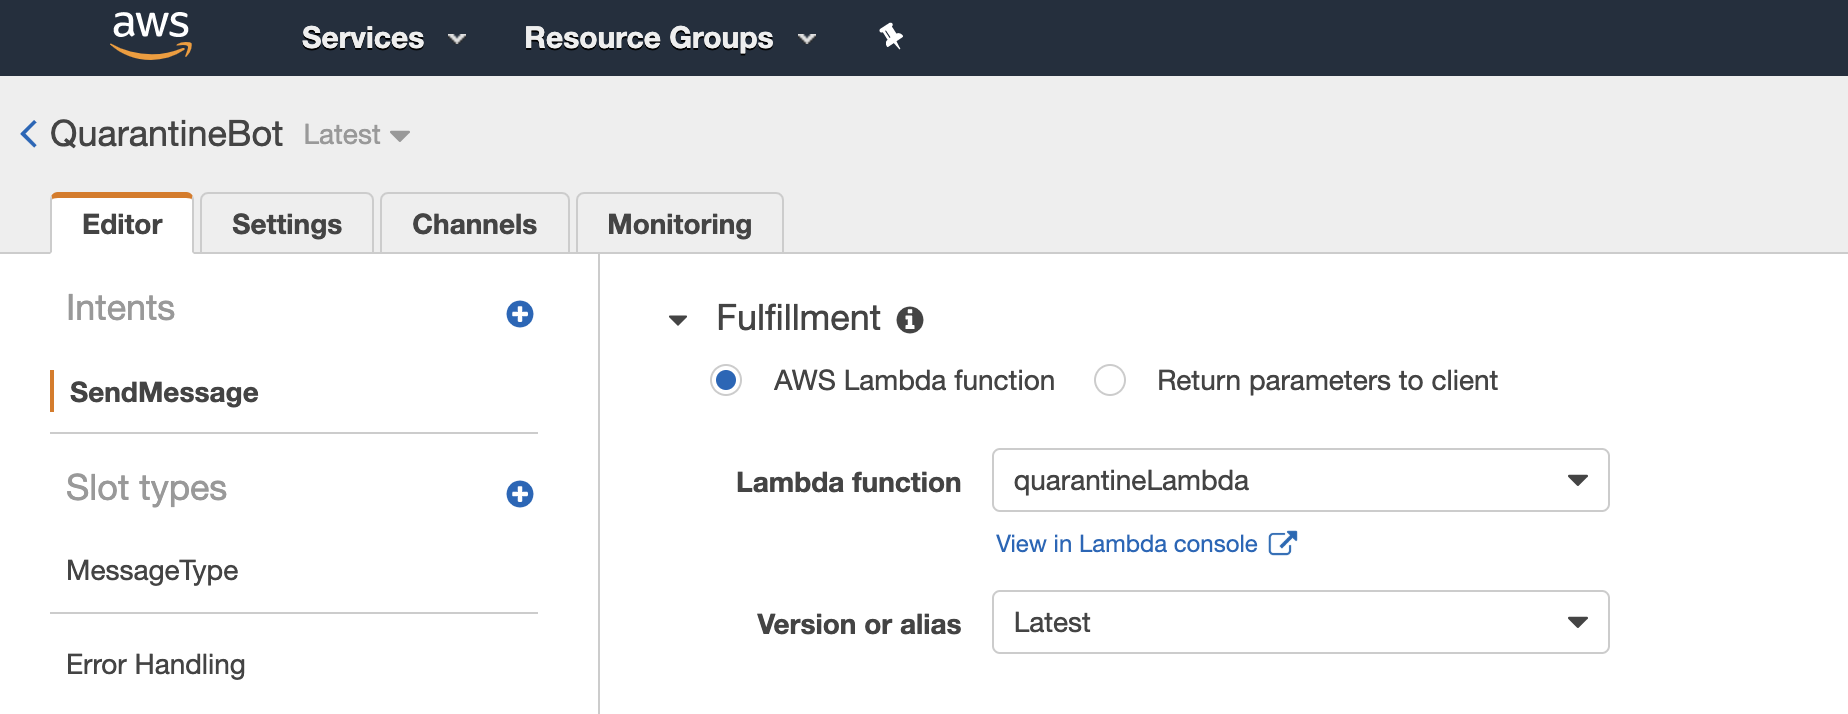 aws Services Resource Groups
QuarantineBot Latest
Editor Settings Channels Monitoring
Intents
SendMessage
Slot types
MessageType
Error Handling
Fulfillment
AWS Lambda function Return parameters to client
Lambda function quarantineLambda
View in Lambda console
Version or alias Latest